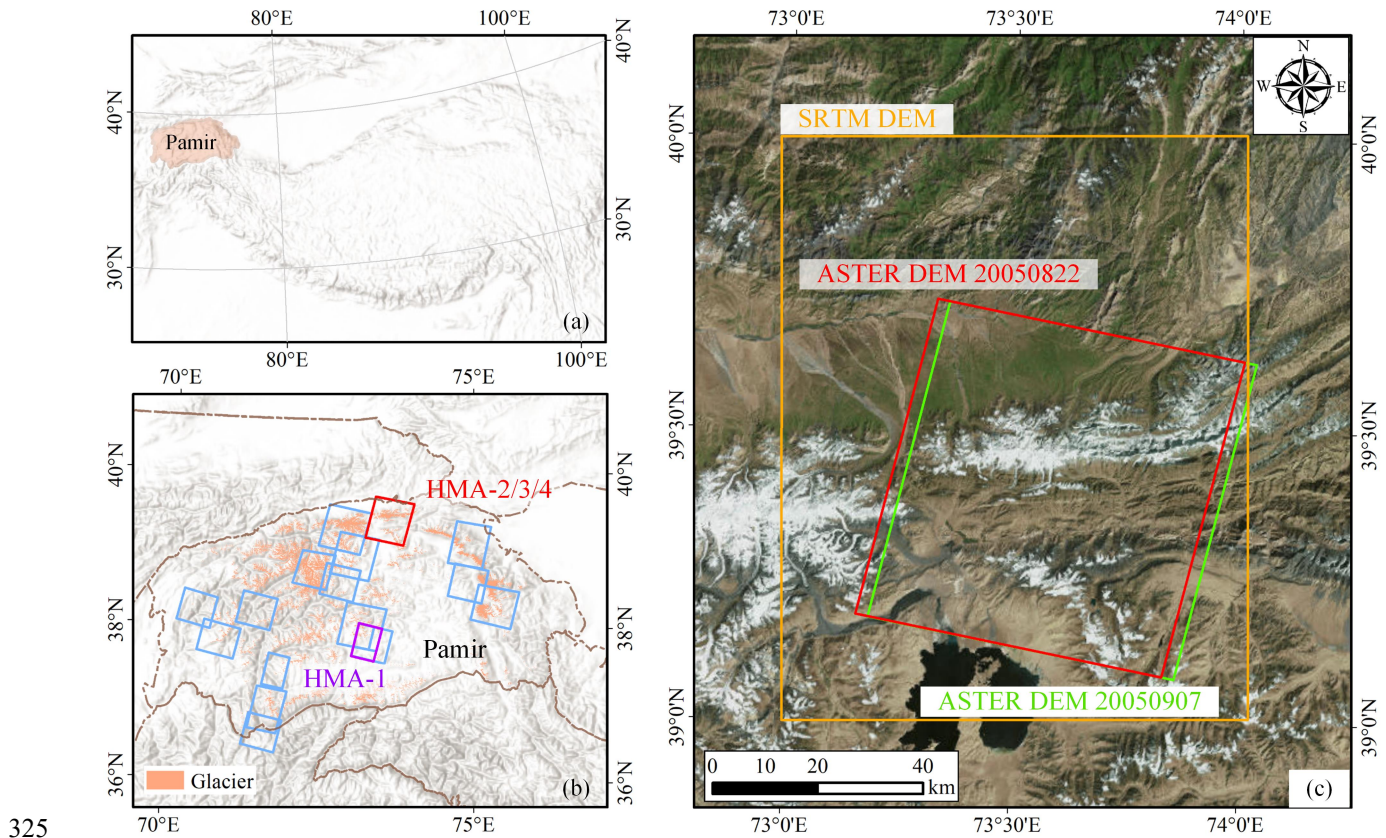 80°E
100°E
40°N
40°N
Pamir
30°N
30°N
(a)
80°E
100°E
70°E
75°E
40°N
40°N
HMA-2/3/4
38°N
38°N
Pamir
HMA-1
36°N
36°N
Glacier
(b)
70°E
75°E
73°0'E
73°30'E
74°0'E
N
W
E
S
SRTM DEM
40°0'N
40°0'N
ASTER DEM 20050822
39°30'N
39°30'N
ASTER DEM 20050907
39°0'N
39°0'N
0 10 20 40
km
(c)
73°0'E
73°30'E
74°0'E
325